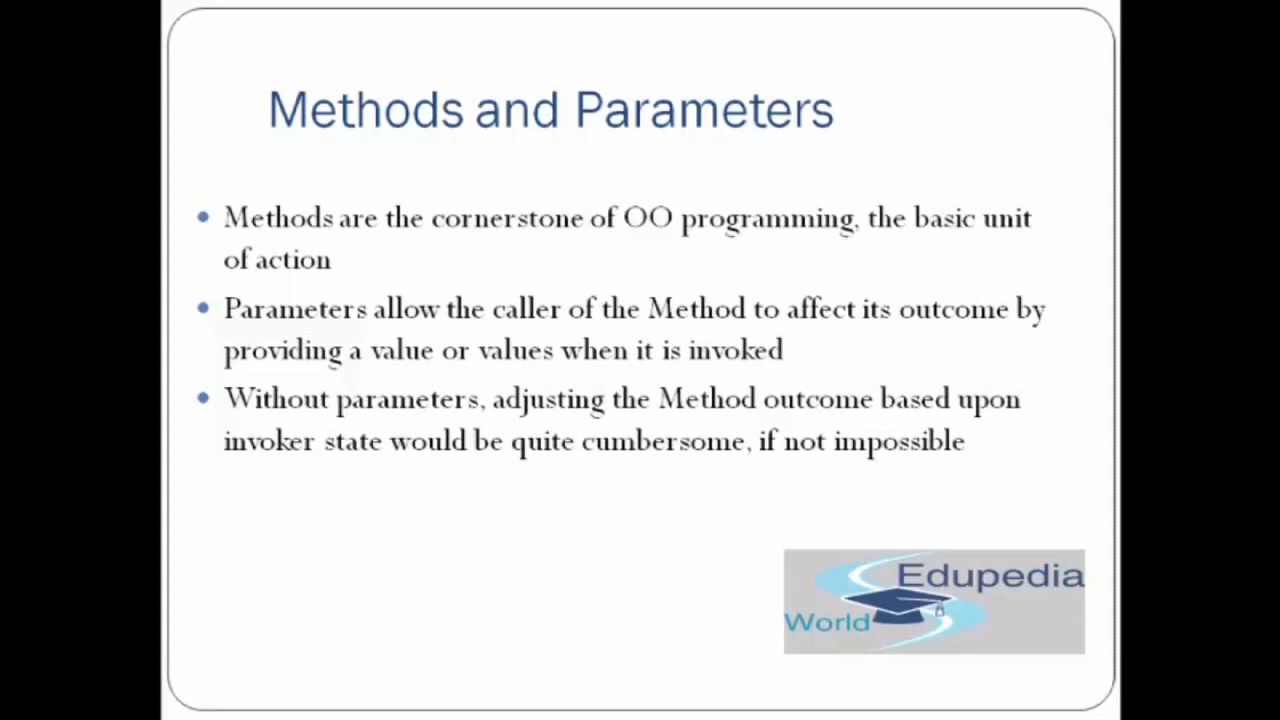 Methods and Parameters
• Methods are the cornerstone of OO programming, the basic unit
of action
• Parameters allow the caller of the Method to affect its outcome by
providing a value or values when it is invoked
• Without parameters, adjusting the Method outcome based upon
invoker state would be quite cumbersome, if not impossible
Edupedia
World